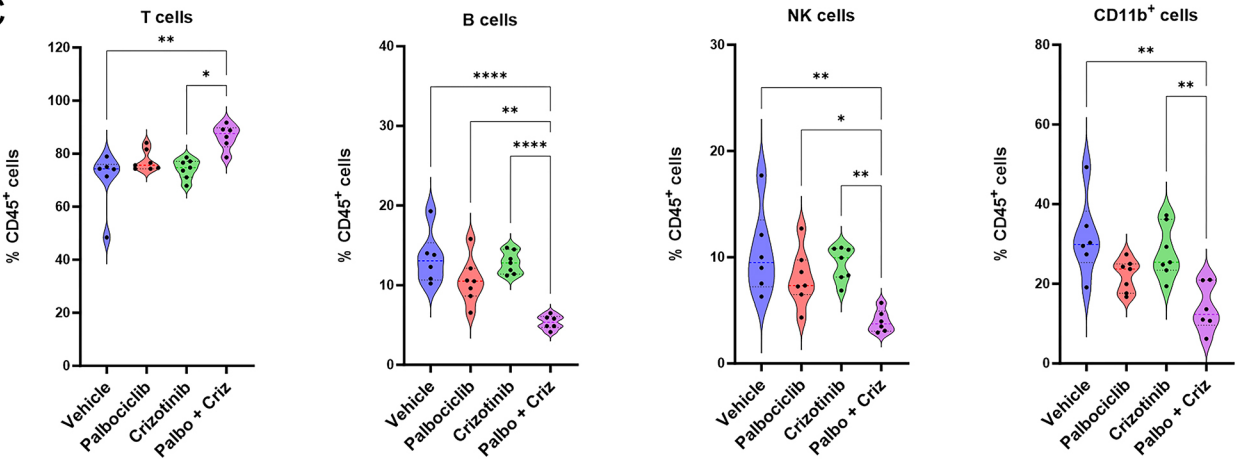 C
T cells
% CD45+ cells
120
100
80
60
40
20
0
**
*
Vehicle
Palbociclib
Crizotinib
Palbo + Criz
B cells
% CD45+ cells
40
30
20
10
0
****
**
****
Vehicle
Palbociclib
Crizotinib
Palbo + Criz
NK cells
% CD45+ cells
30
20
10
0
**
*
**
Vehicle
Palbociclib
Crizotinib
Palbo + Criz
CD11b+ cells
% CD45+ cells
80
60
40
20
0
**
**
Vehicle
Palbociclib
Crizotinib
Palbo + Criz